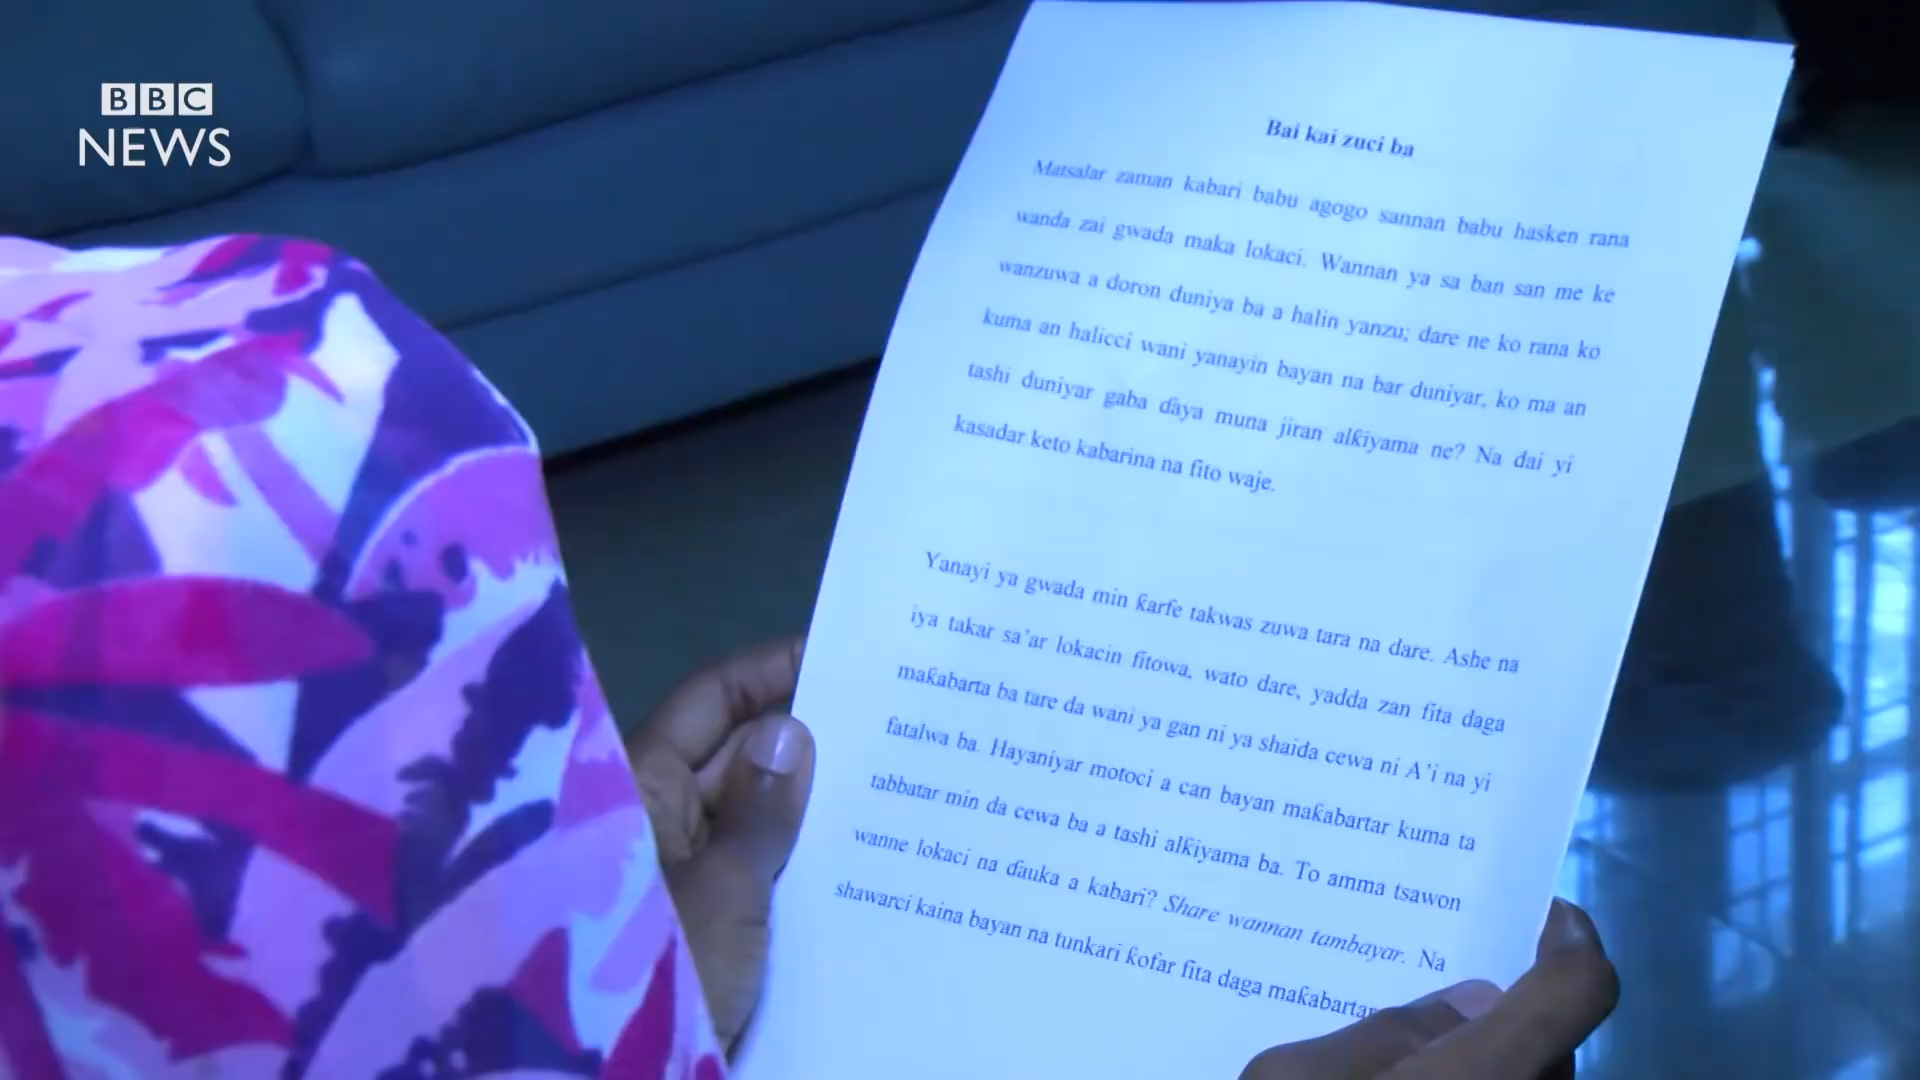 BBC
NEWS
Bai kai zuci ba
Matsalar zaman kabari babu agogo sannan babu hasken rana
wanda zai gwada maka lokaci. Wannan ya sa ban san me ke
wanzuwa a doron duniya ba a halin yanzu; dare ne ko rana ko
kuma an halicci wani yanayin bayan na bar duniyar, ko ma an
tashi duniyar gaba ɗaya muna jiran alƙiyama ne? Na dai yi
kasadar keto kabarina na fito waje.
Yanayi ya gwada min ƙarfe takwas zuwa tara na dare. Ashe na
iya takar sa’ar lokacin fitowa, wato dare, yadda zan fita daga
maƙabarta ba tare da wani ya gan ni ya shaida cewa ni A’i na yi
fatalwa ba. Hayaniyar motoci a can bayan maƙabartar kuma ta
tabbatar min da cewa ba a tashi alƙiyama ba. To amma tsawon
wanne lokaci na ɗauka a kabari? Share wannan tambayar. Na
shawarci kaina bayan na tunkari ƙofar fita daga maƙabartar